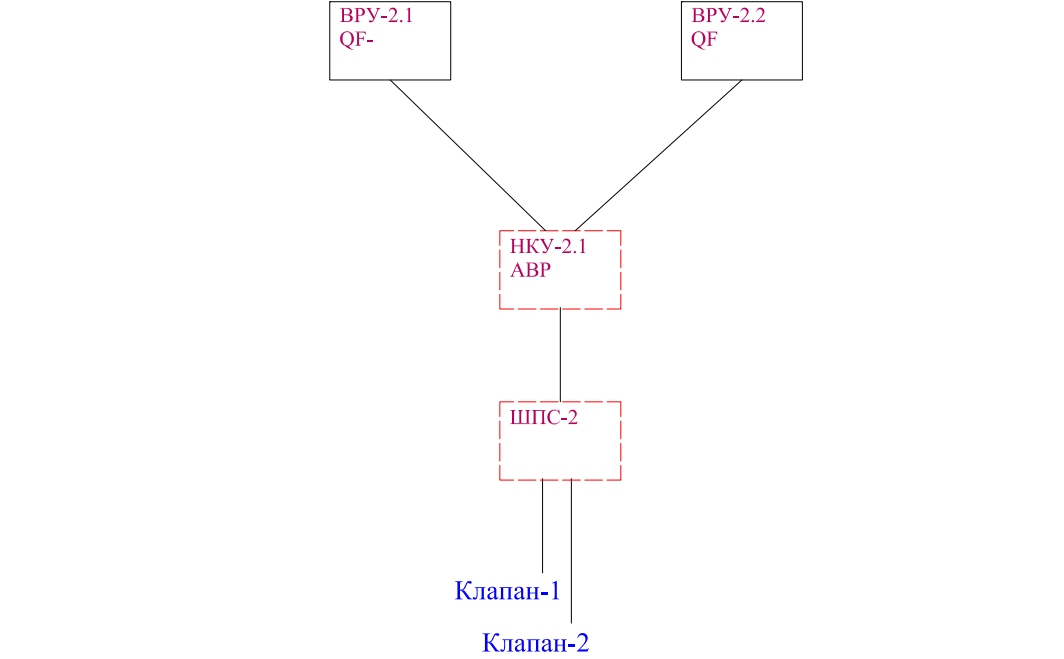 ВРУ-2.1
QF-
ВРУ-2.2
QF
НКУ-2.1
АВР
ШПС-2
Клапан-1
Клапан-2